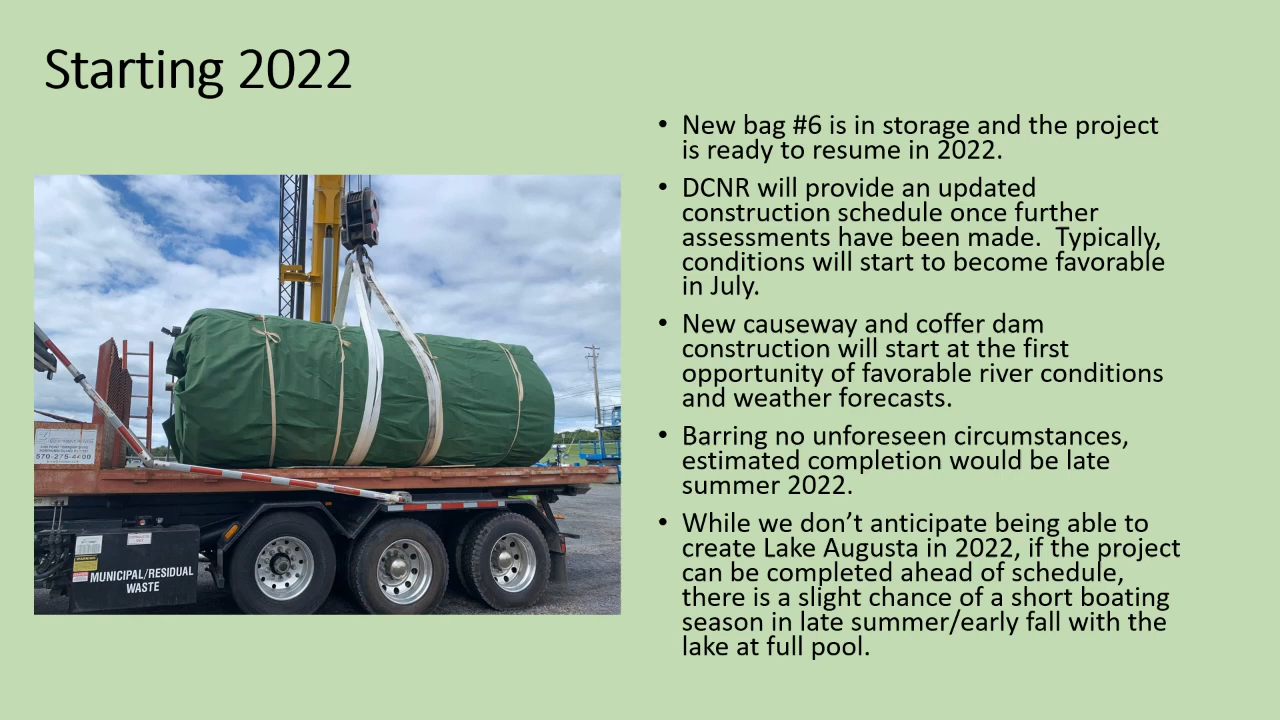 Starting 2022
• New bag #6 is in storage and the project
is ready to resume in 2022.
• DCNR will provide an updated
construction schedule once further
assessments have been made.  Typically,
conditions will start to become favorable
in July.
• New causeway and coffer dam
construction will start at the first
opportunity of favorable river conditions
and weather forecasts.
• Barring no unforeseen circumstances,
estimated completion would be late
summer 2022.
• While we don’t anticipate being able to
create Lake Augusta in 2022, if the project
can be completed ahead of schedule,
there is a slight chance of a short boating
season in late summer/early fall with the
lake at full pool.
570-275-4400
MUNICIPAL/RESIDUAL
WASTE